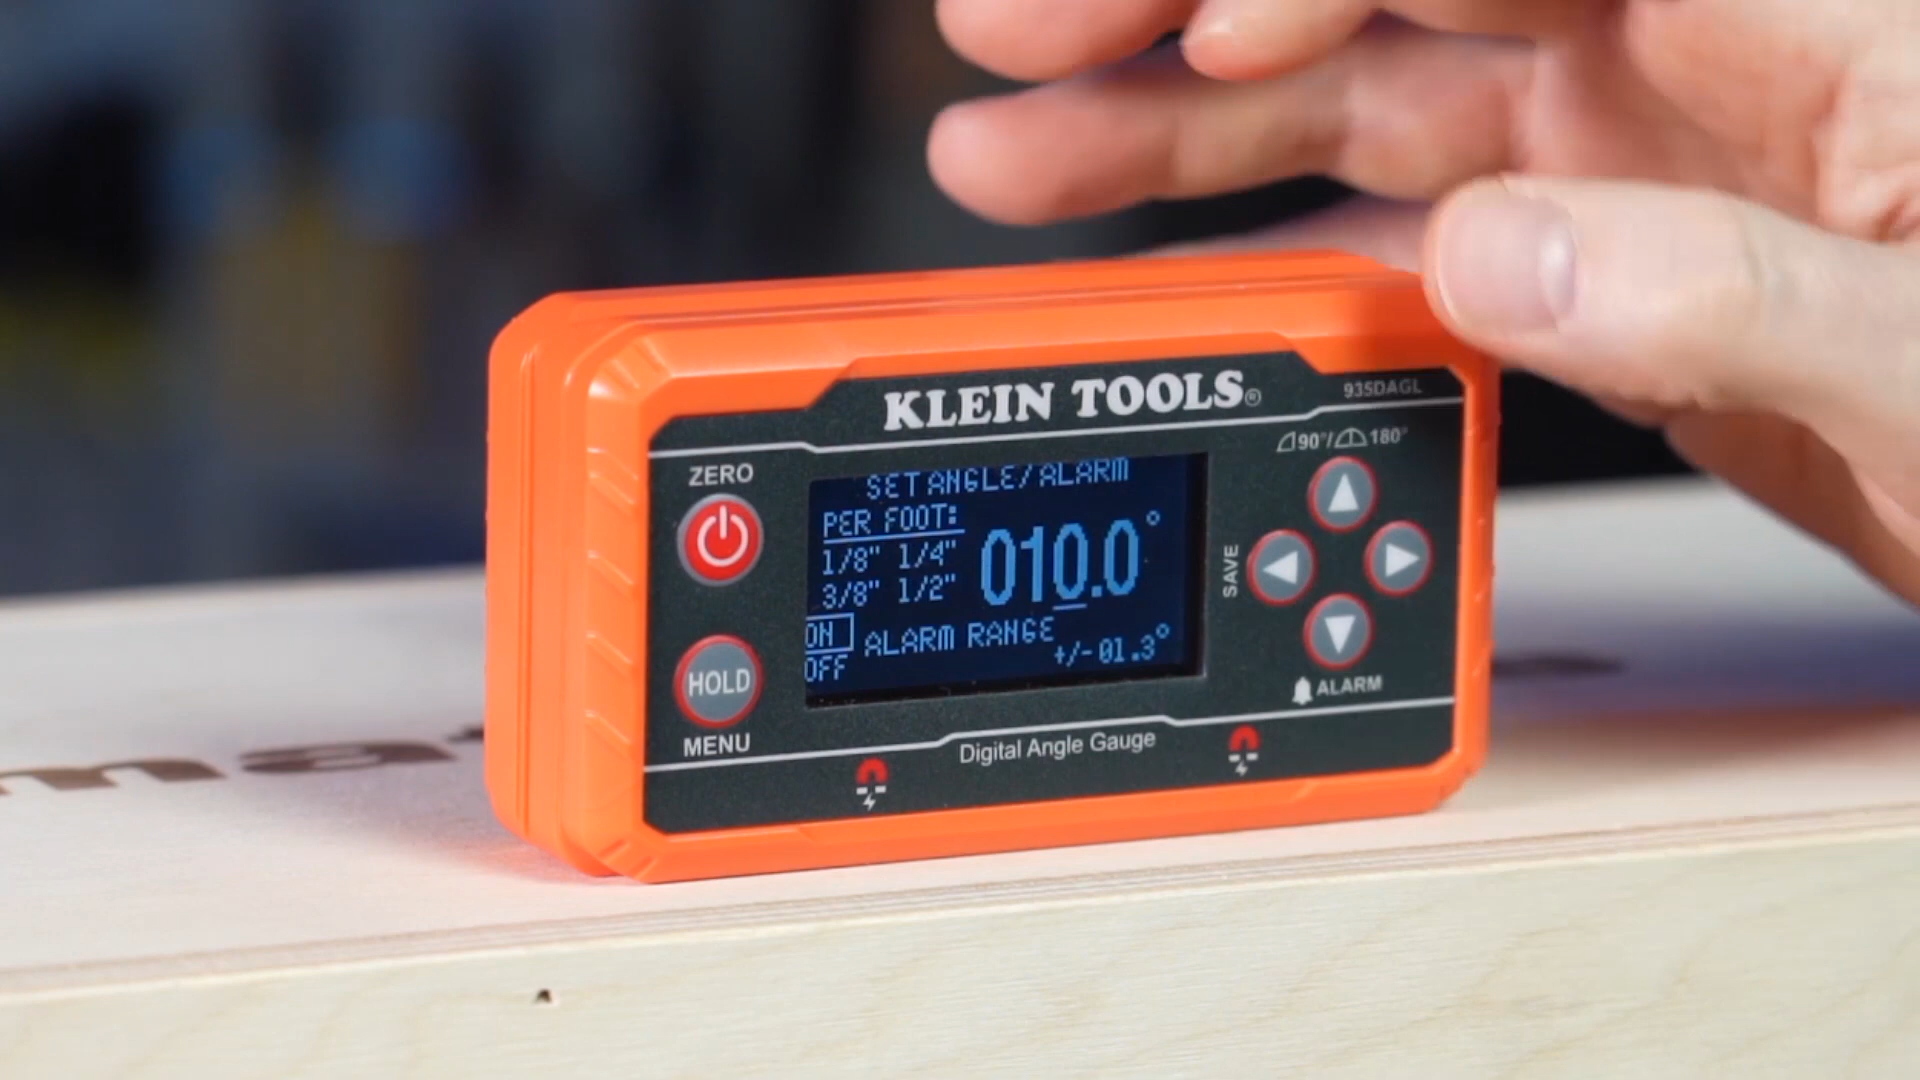 KLEIN TOOLS®
935DAGL
ZERO
90°/180°
SET ANGLE/ALARM
PER FOOT:
1/8" 1/4"
3/8" 1/2"
010.0°
ON
OFF
ALARM RANGE
+/-01.3°
SAVE
HOLD
MENU
ALARM
Digital Angle Gauge